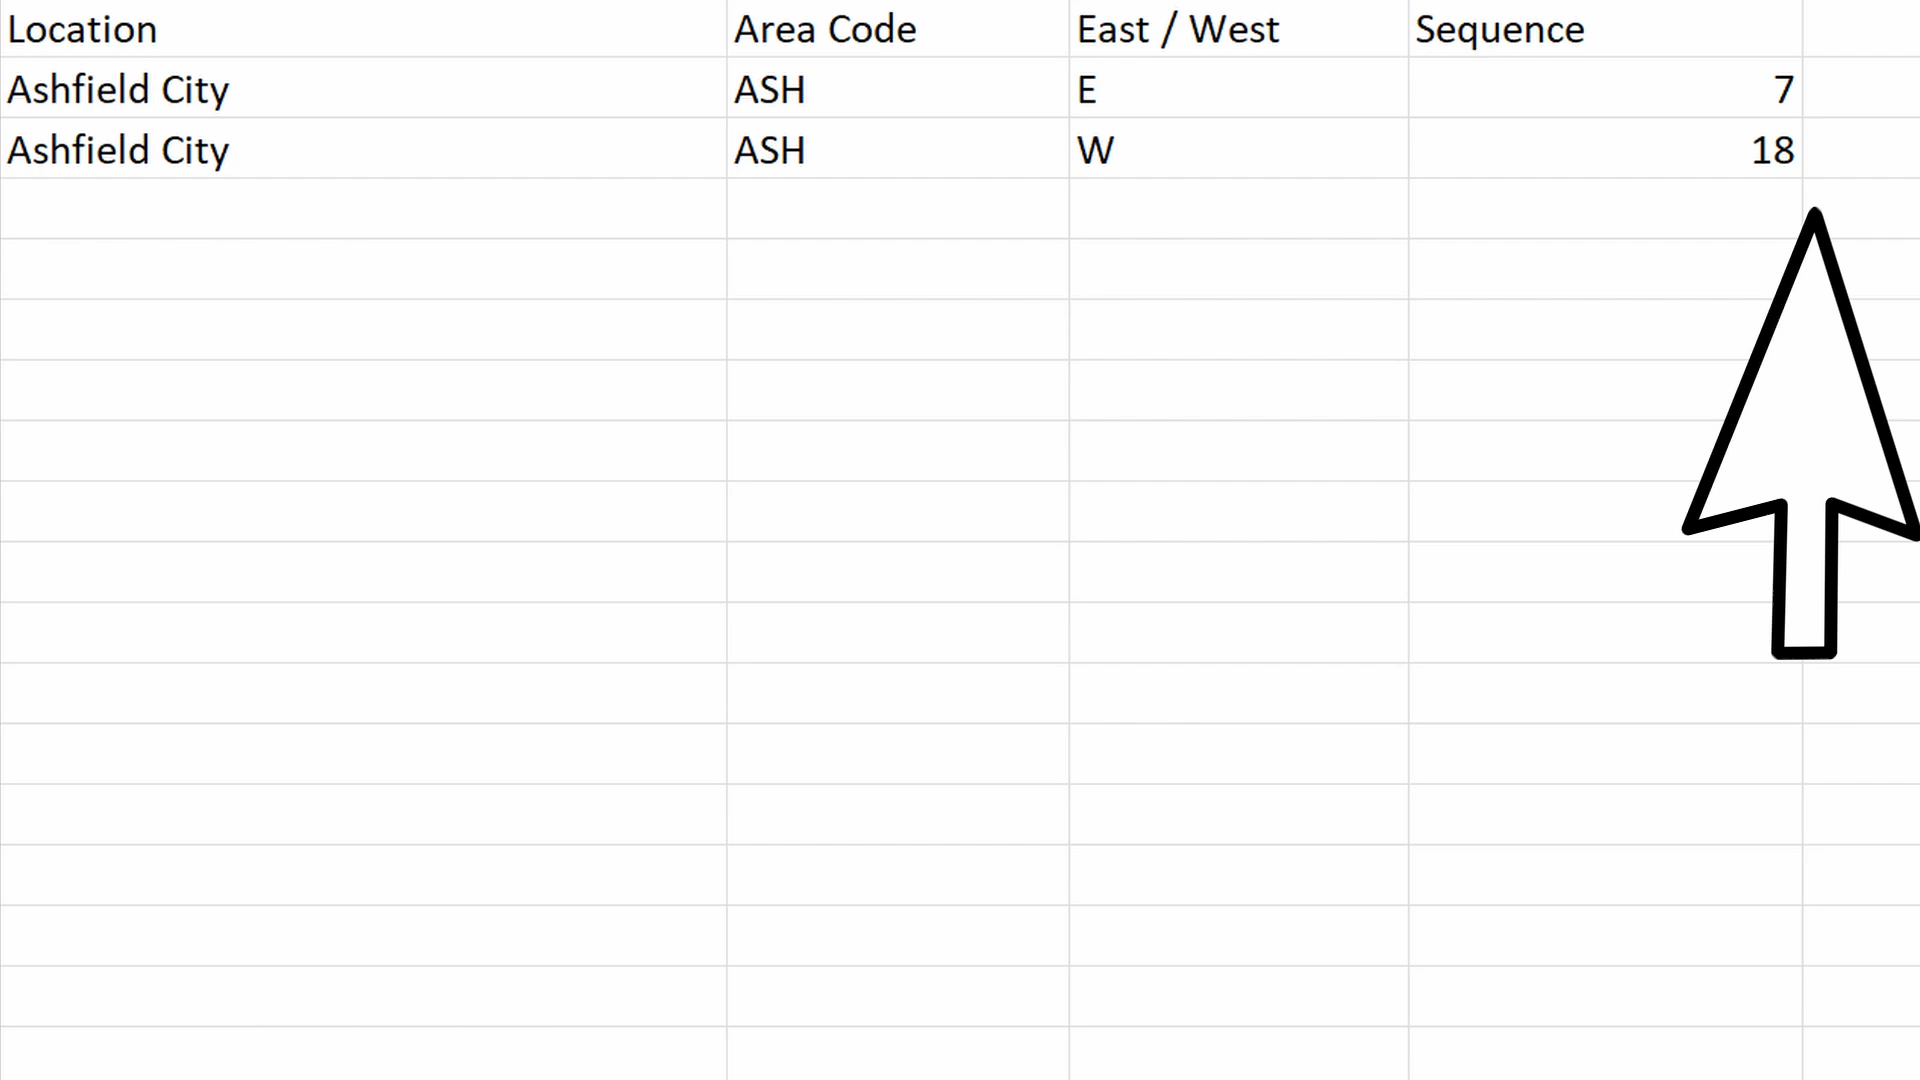 Location Area Code East / West Sequence
Ashfield City ASH E 7
Ashfield City ASH W 18